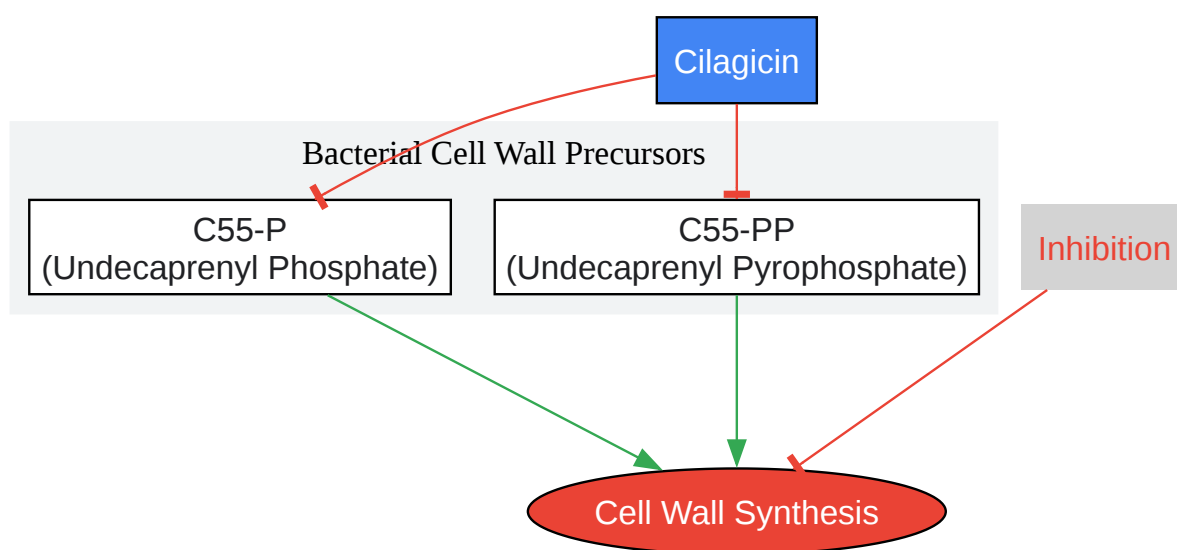 Cilagicin
Bacterial Cell Wall Precursors
C55-P
(Undecaprenyl Phosphate)
C55-PP
(Undecaprenyl Pyrophosphate)
Inhibition
Cell Wall Synthesis